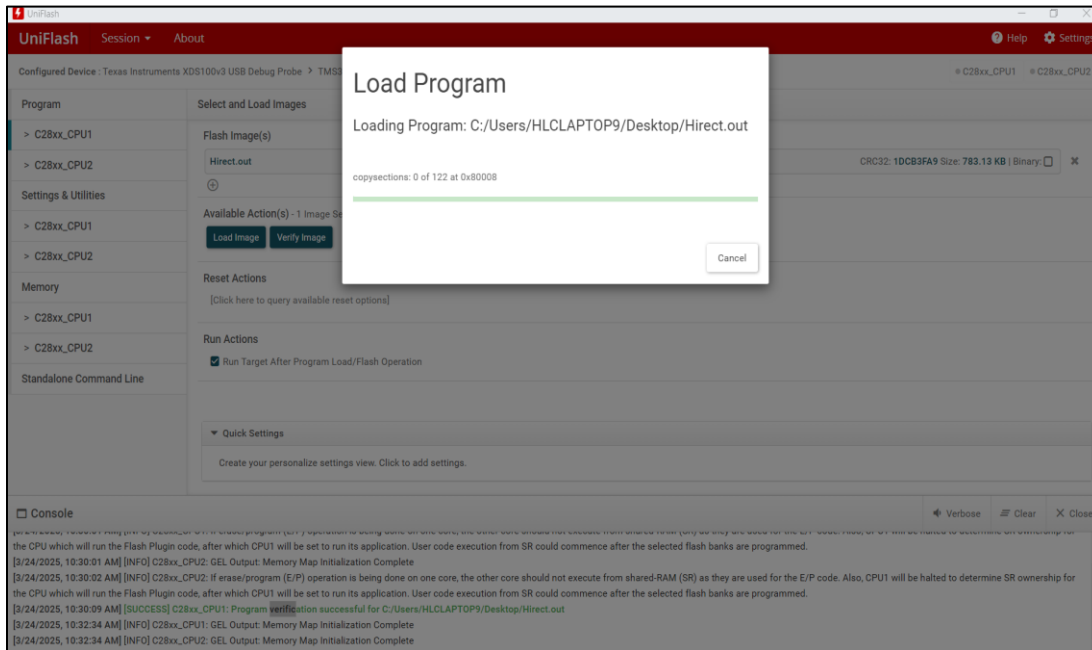 UniFlash
UniFlash Session About Help Settings
Configured Device : Texas Instruments XDS100v3 USB Debug Probe > TMS3 C28xx_CPU1 C28xx_CPU2
Program
> C28xx_CPU1
> C28xx_CPU2
Settings & Utilities
> C28xx_CPU1
> C28xx_CPU2
Memory
> C28xx_CPU1
> C28xx_CPU2
Standalone Command Line
Select and Load Images
Flash Image(s)
Hirect.out CRC32: 1DCB3FA9 Size: 783.13 KB | Binary:
Available Action(s) - 1 Image Se
Load Image Verify Image
Reset Actions
[Click here to query available reset options]
Run Actions
Run Target After Program Load/Flash Operation
Quick Settings
Create your personalize settings view. Click to add settings.
Load Program
Loading Program: C:/Users/HLCLAPTOP9/Desktop/Hirect.out
copysections: 0 of 122 at 0x80008
Cancel
Console Verbose Clear Close
the CPU which will run the Flash Plugin code, after which CPU1 will be set to run its application. User code execution from SR could commence after the selected flash banks are programmed.
[3/24/2025, 10:30:01 AM] [INFO] C28xx_CPU2: GEL Output: Memory Map Initialization Complete
[3/24/2025, 10:30:02 AM] [INFO] C28xx_CPU2: If erase/program (E/P) operation is being done on one core, the other core should not execute from shared-RAM (SR) as they are used for the E/P code. Also, CPU1 will be halted to determine SR ownership for
the CPU which will run the Flash Plugin code, after which CPU1 will be set to run its application. User code execution from SR could commence after the selected flash banks are programmed.
[3/24/2025, 10:30:09 AM] [SUCCESS] C28xx_CPU1: Program verification successful for C:/Users/HLCLAPTOP9/Desktop/Hirect.out
[3/24/2025, 10:32:34 AM] [INFO] C28xx_CPU1: GEL Output: Memory Map Initialization Complete
[3/24/2025, 10:32:34 AM] [INFO] C28xx_CPU2: GEL Output: Memory Map Initialization Complete